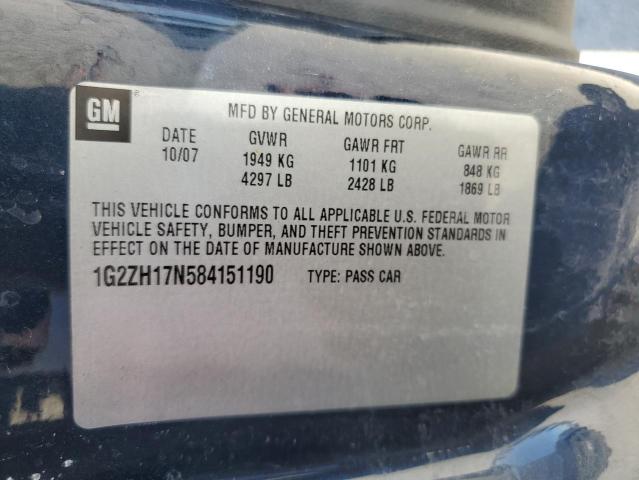 GM
MFD BY GENERAL MOTORS CORP.
DATE GVWR GAWR FRT GAWR RR
10/07 1949 KG 1101 KG 848 KG
4297 LB 2428 LB 1869 LB
THIS VEHICLE CONFORMS TO ALL APPLICABLE U.S. FEDERAL MOTOR
VEHICLE SAFETY, BUMPER, AND THEFT PREVENTION STANDARDS IN
EFFECT ON THE DATE OF MANUFACTURE SHOWN ABOVE.
1G2ZH17N584151190 TYPE: PASS CAR